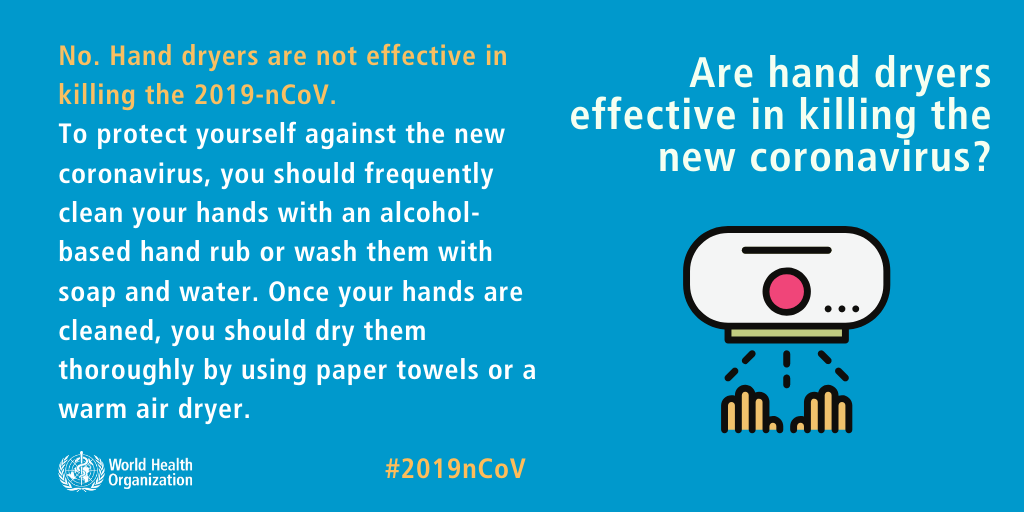 No. Hand dryers are not effective in
killing the 2019-nCoV.
To protect yourself against the new
coronavirus, you should frequently
clean your hands with an alcohol-
based hand rub or wash them with
soap and water. Once your hands are
cleaned, you should dry them
thoroughly by using paper towels or a
warm air dryer.
Are hand dryers
effective in killing the
new coronavirus?
World Health
Organization
#2019nCoV